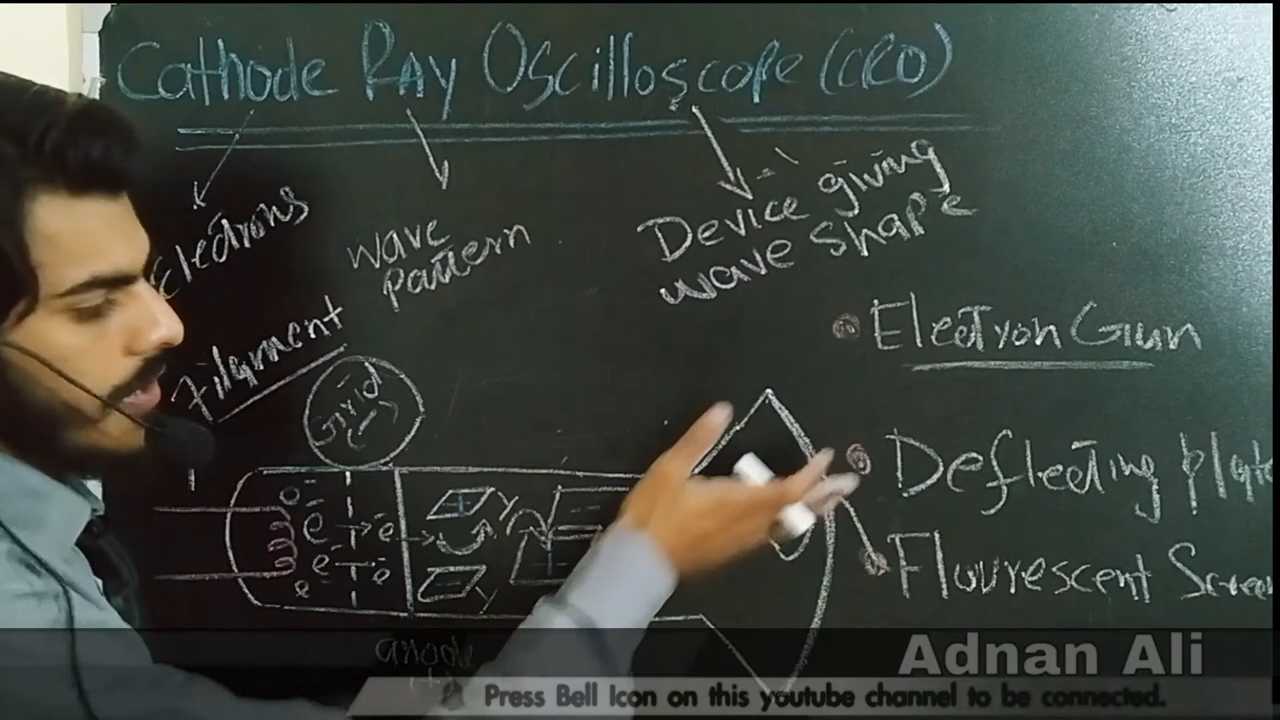 Cathode Ray Oscilloscope (CRO)
Electrons
wave
pattern
Device giving
wave shape
Filament
Grid
(-)
Electron Gun
Deflecting plate
Flourescent Screen
e- e- e- e-
e- e-
+ Y
Y
anode
Adnan Ali
Press Bell Icon on this youtube channel to be connected.